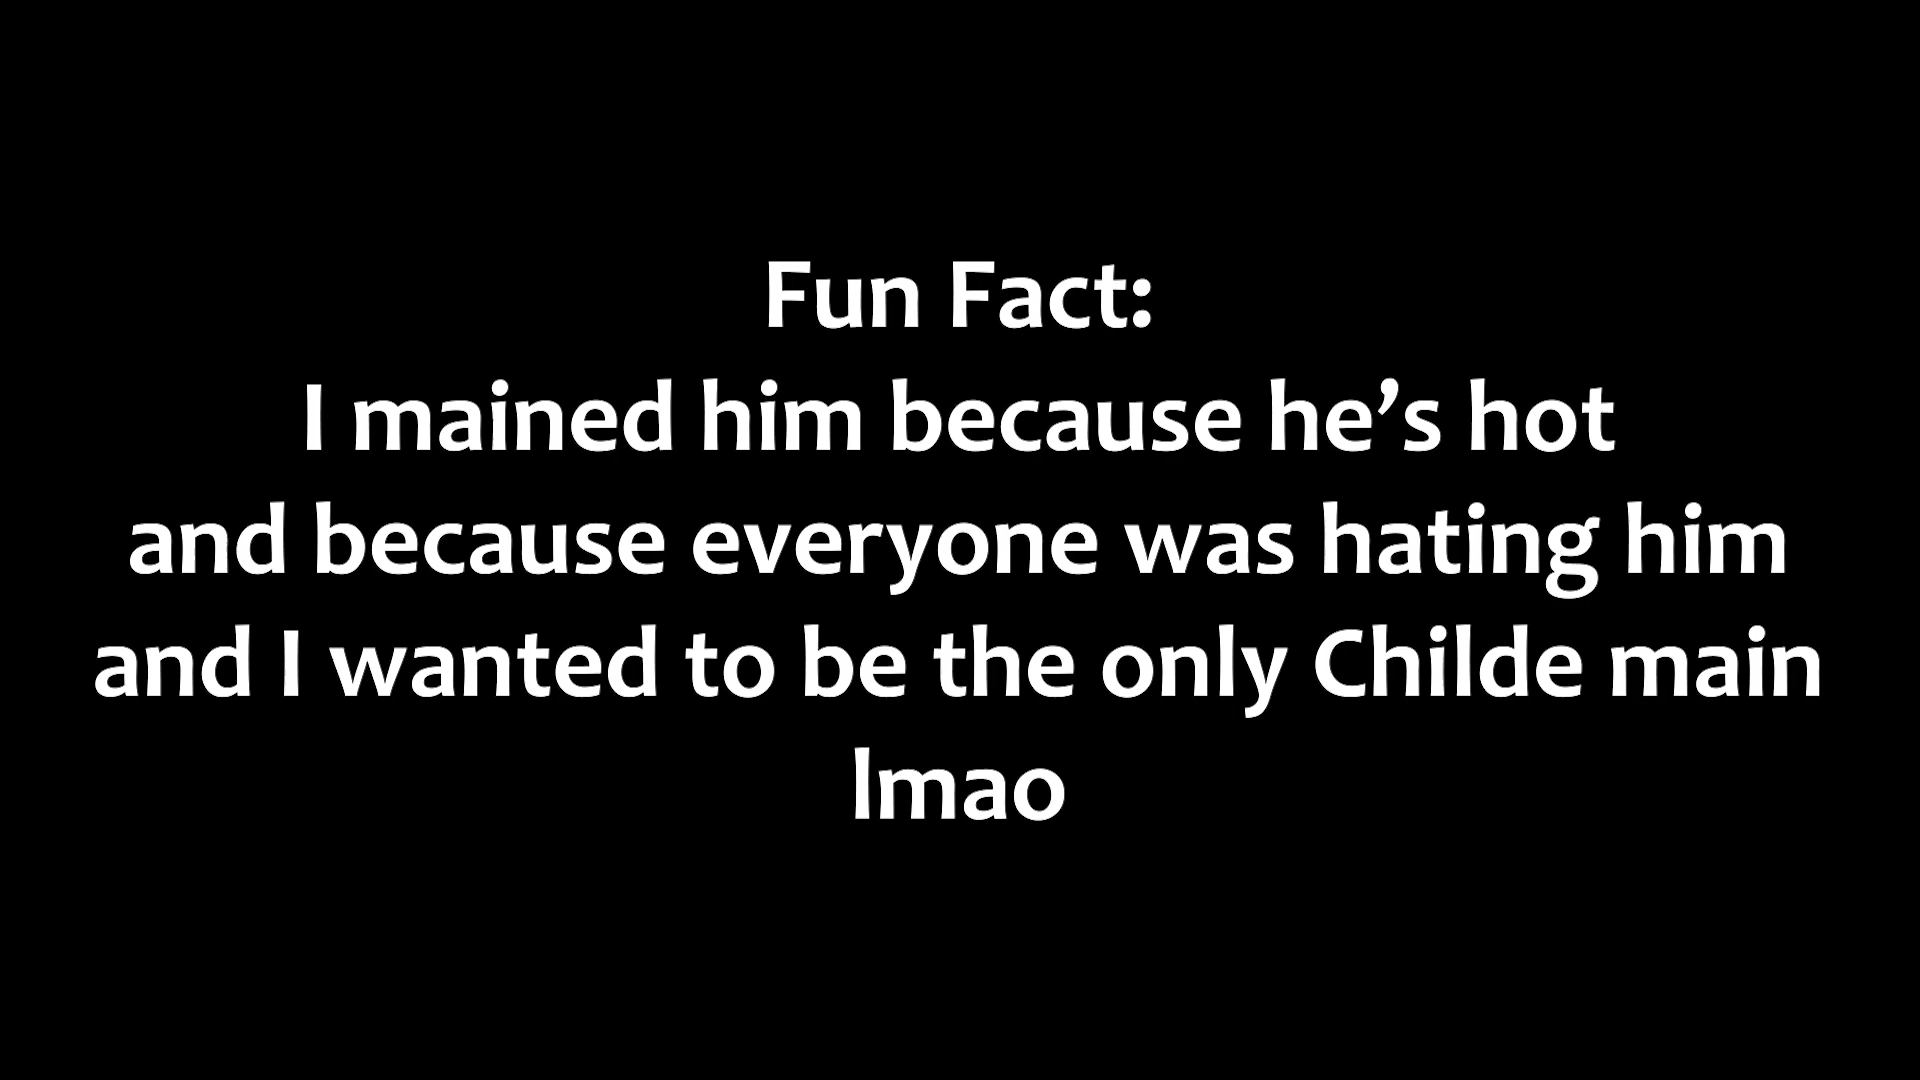 Fun Fact:
I mained him because he’s hot
and because everyone was hating him
and I wanted to be the only Childe main
lmao